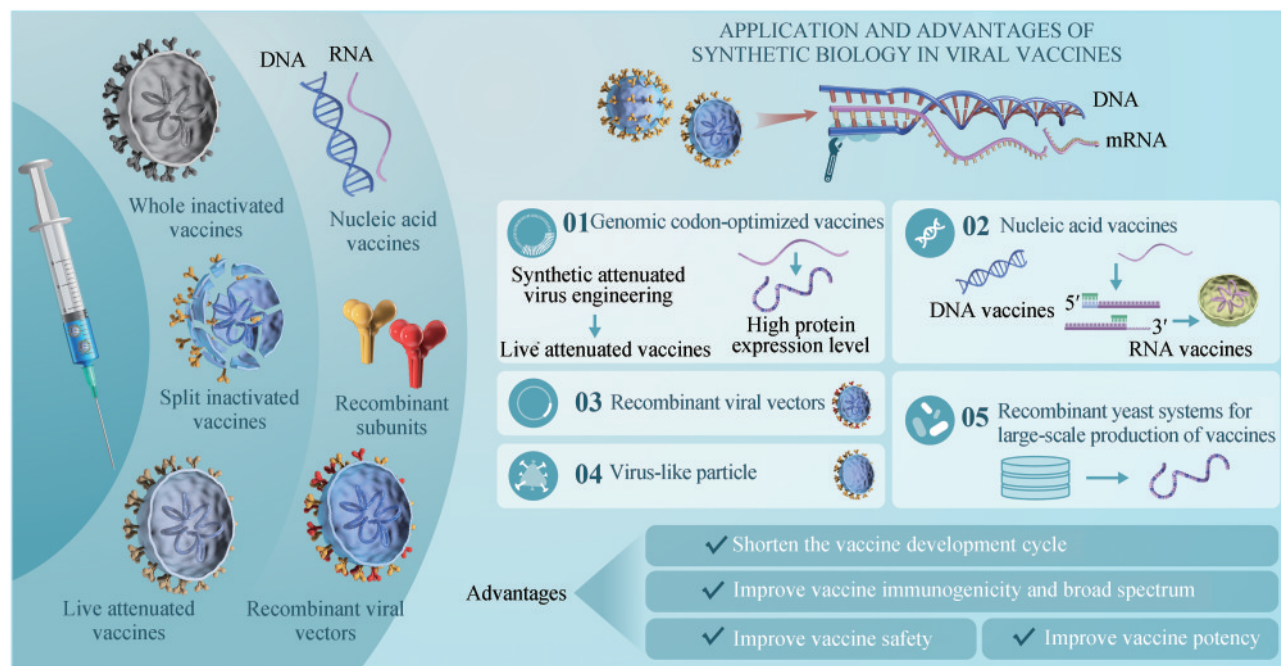 DNA
RNA
Whole inactivated
vaccines
Nucleic acid
vaccines
Split inactivated
vaccines
Recombinant
subunits
Live attenuated
vaccines
Recombinant viral
vectors
APPLICATION AND ADVANTAGES OF
SYNTHETIC BIOLOGY IN VIRAL VACCINES
DNA
mRNA
01 Genomic codon-optimized vaccines
Synthetic attenuated
virus engineering
Live attenuated vaccines
High protein
expression level
02 Nucleic acid vaccines
DNA vaccines
5′
3′
RNA vaccines
03 Recombinant viral vectors
04 Virus-like particle
05 Recombinant yeast systems for
large-scale production of vaccines
Advantages
✓ Shorten the vaccine development cycle
✓ Improve vaccine immunogenicity and broad spectrum
✓ Improve vaccine safety
✓ Improve vaccine potency